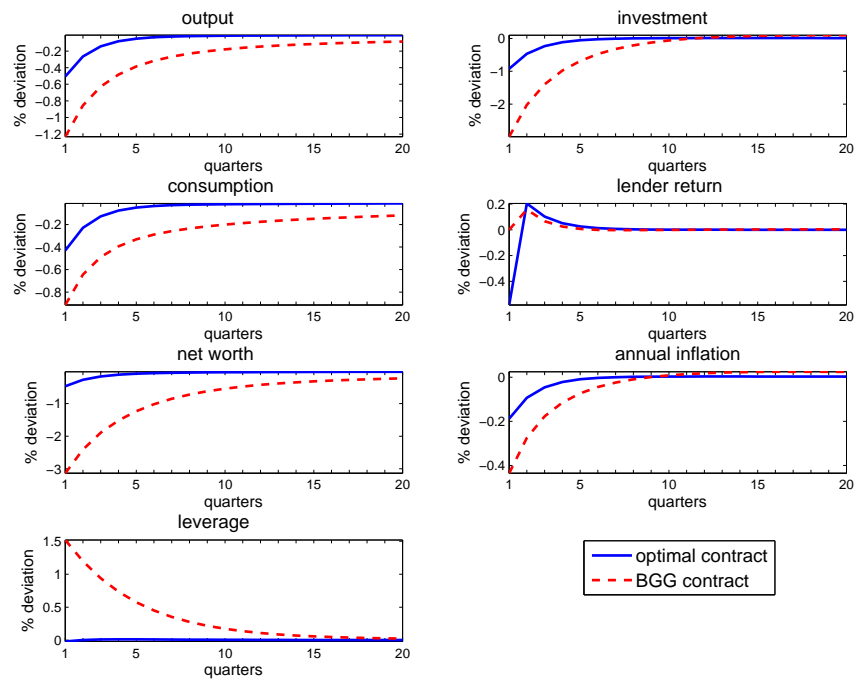 output
−0.2
−0.4
−0.6
−0.8
−1
−1.2
% deviation
1 5 10 15 20
quarters
investment
0
−1
−2
% deviation
1 5 10 15 20
quarters
consumption
−0.2
−0.4
−0.6
−0.8
% deviation
1 5 10 15 20
quarters
lender return
0.2
0
−0.2
−0.4
% deviation
1 5 10 15 20
quarters
net worth
−1
−2
−3
% deviation
1 5 10 15 20
quarters
annual inflation
0
−0.2
−0.4
% deviation
1 5 10 15 20
quarters
leverage
1.5
1
0.5
0
% deviation
1 5 10 15 20
quarters
optimal contract
BGG contract